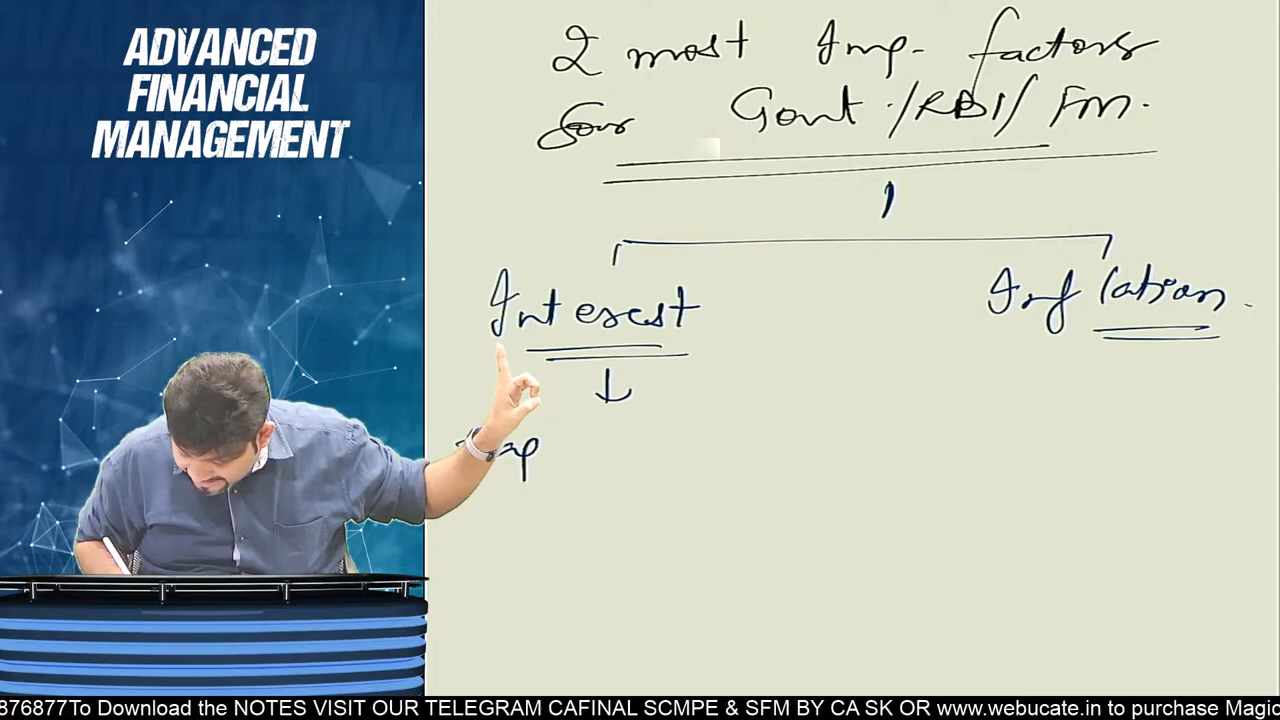 ADVANCED
FINANCIAL
MANAGEMENT
2 most Imp. factors
for Govt./RBI/FM.
Interest
Inflation.
876877To Download the NOTES VISIT OUR TELEGRAM CAFINAL SCMPE & SFM BY CA SK OR www.webucate.in to purchase Magic